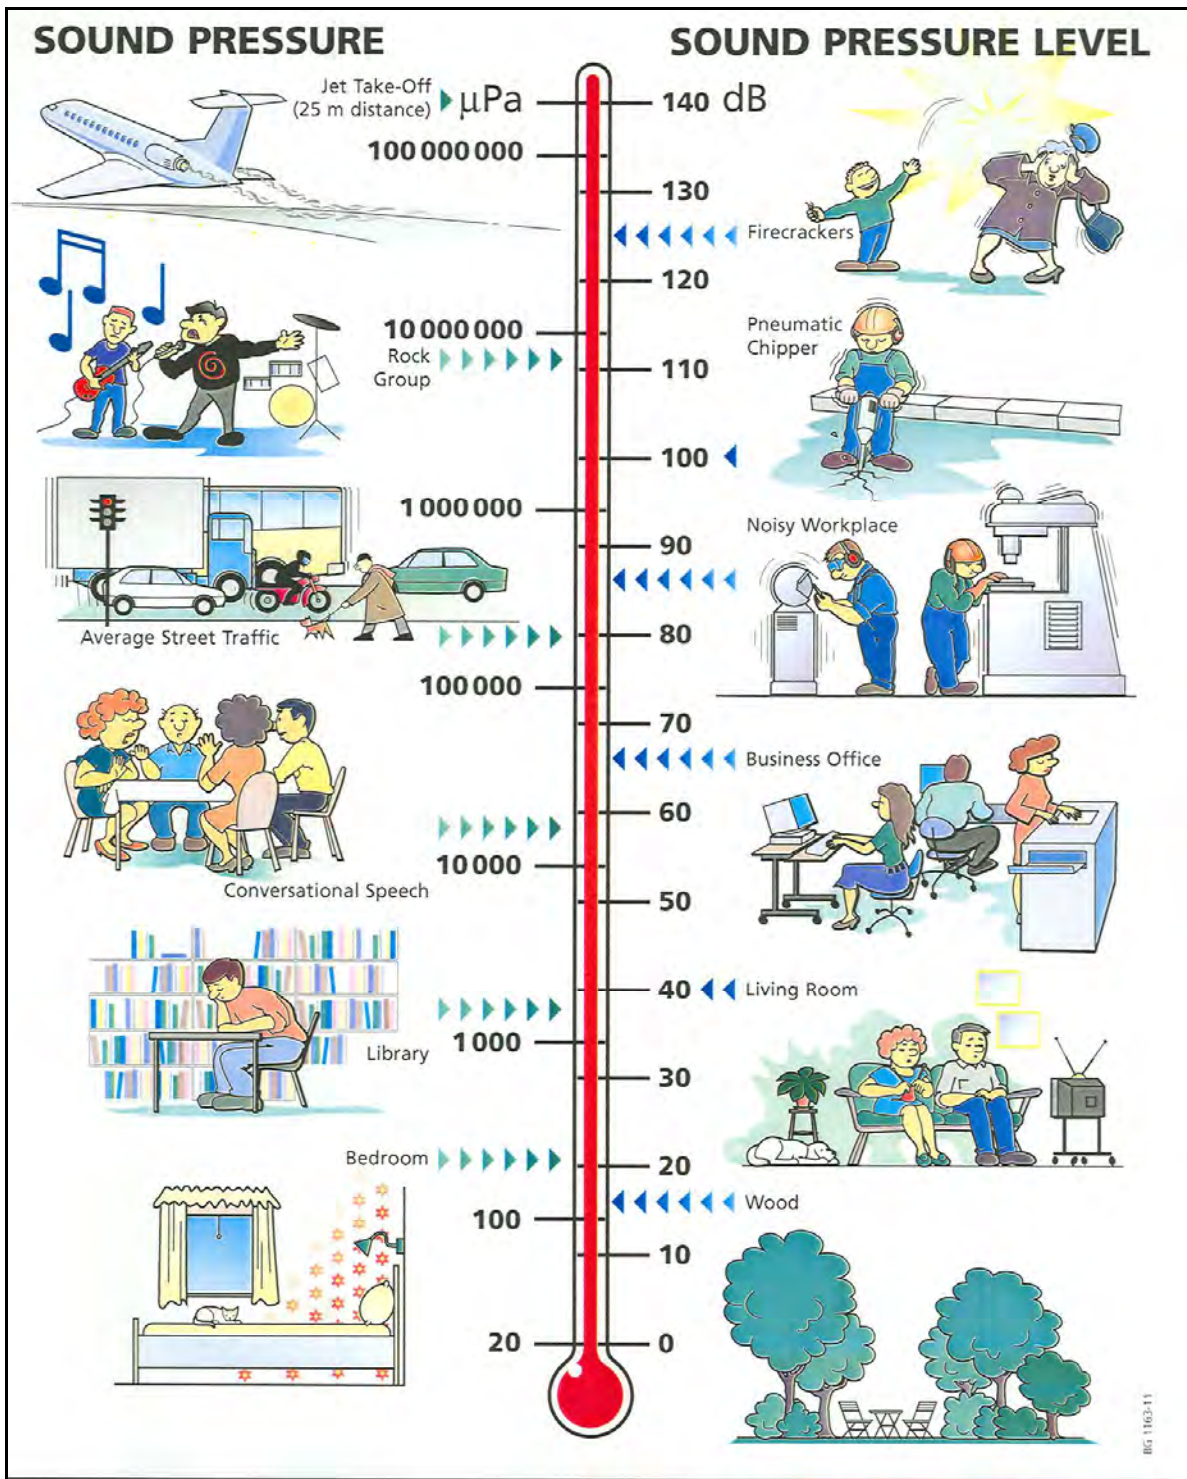 SOUND PRESSURE
SOUND PRESSURE LEVEL
Jet Take-Off
(25 m distance)
μPa
140 dB
100 000 000
130
Firecrackers
120
10 000 000
Pneumatic
Chipper
Rock
Group
110
100
1 000 000
Noisy Workplace
90
Average Street Traffic
80
100 000
70
Business Office
60
10 000
Conversational Speech
50
40
Living Room
1000
Library
30
Bedroom
20
Wood
100
10
20
0
BG 1163-11